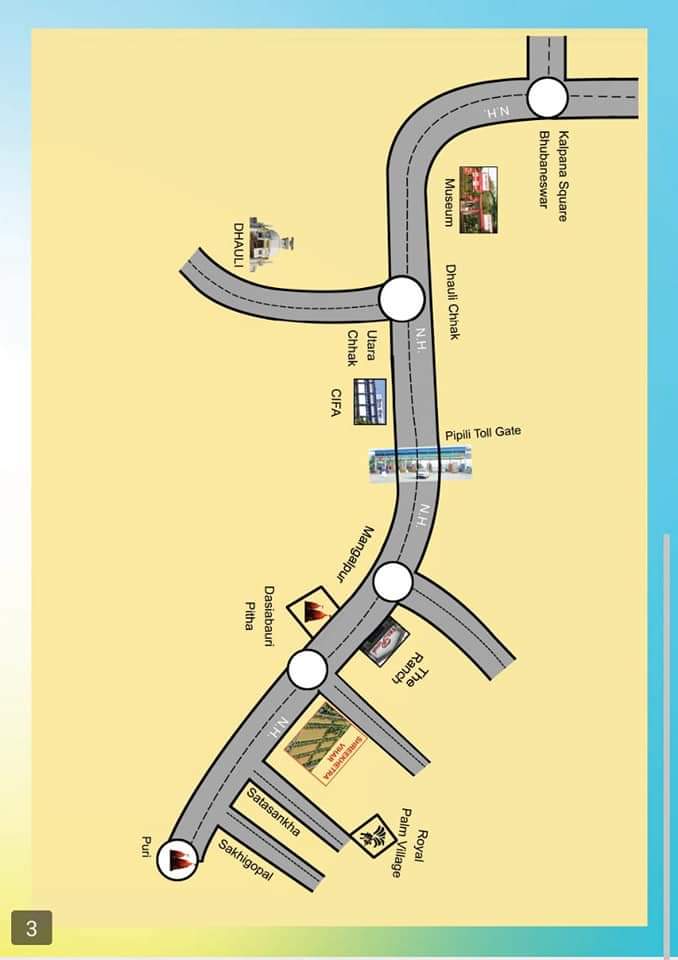 3
Kalpana Square
Bhubaneswar
N.H.
Museum
Dhauli Chhak
DHAULI
Utara
Chhak
N.H.
CIFA
Pipili Toll Gate
N.H.
Mangalpur
The
Ranch
Dasiabauri
Pitha
SHREEKHETRA
VIHAR
N.H.
Royal
Palm Village
Satasankha
Sakhigopal
Puri